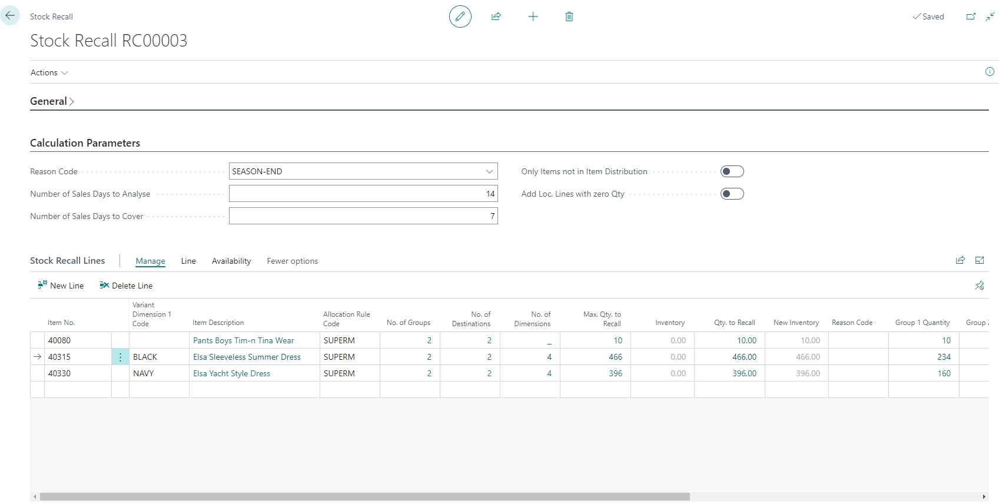 Stock Recall
Saved
Stock Recall RC00003
Actions
General
Calculation Parameters
Reason Code SEASON-END Only Items not in Item Distribution
Number of Sales Days to Analyse 14 Add Loc. Lines with zero Qty
Number of Sales Days to Cover 7
Stock Recall Lines Manage Line Availability Fewer options
New Line Delete Line
Item No. Variant Dimension 1 Code Item Description Allocation Rule Code No. of Groups No. of Destinations No. of Dimensions Max. Qty. to Recall Inventory Qty. to Recall New Inventory Reason Code Group 1 Quantity Group
40080 Pants Boys Tim-n Tina Wear SUPERM 2 2 _ 10 0.00 10.00 10.00 10
40315 BLACK Elsa Sleeveless Summer Dress SUPERM 2 2 4 466 0.00 466.00 466.00 234
40330 NAVY Elsa Yacht Style Dress SUPERM 2 2 4 396 0.00 396.00 396.00 160